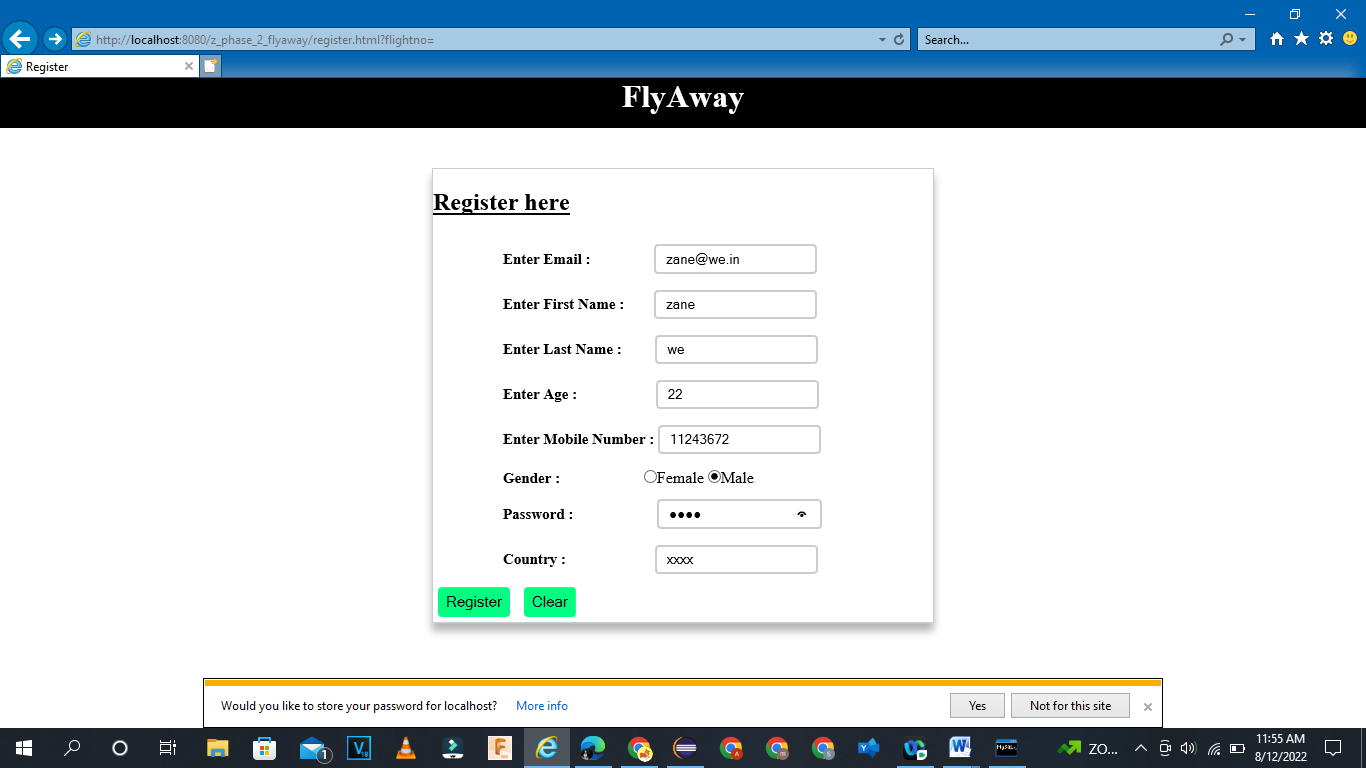 http://localhost:8080/z_phase_2_flyaway/register.html?flightno=
Search...
Register
FlyAway
Register here
Enter Email : zane@we.in
Enter First Name : zane
Enter Last Name : we
Enter Age : 22
Enter Mobile Number : 11243672
Gender : Female Male
Password : ••••
Country : xxxx
Register Clear
Would you like to store your password for localhost? More info Yes Not for this site
ZO...
11:55 AM
8/12/2022